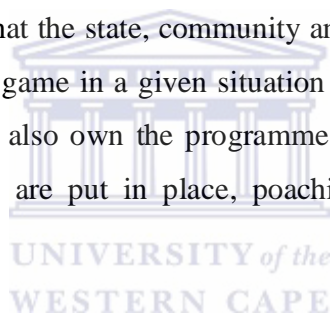 hat the state, community an
game in a given situation
also own the programme
are put in place, poachi
UNIVERSITY of the
WESTERN CAPE